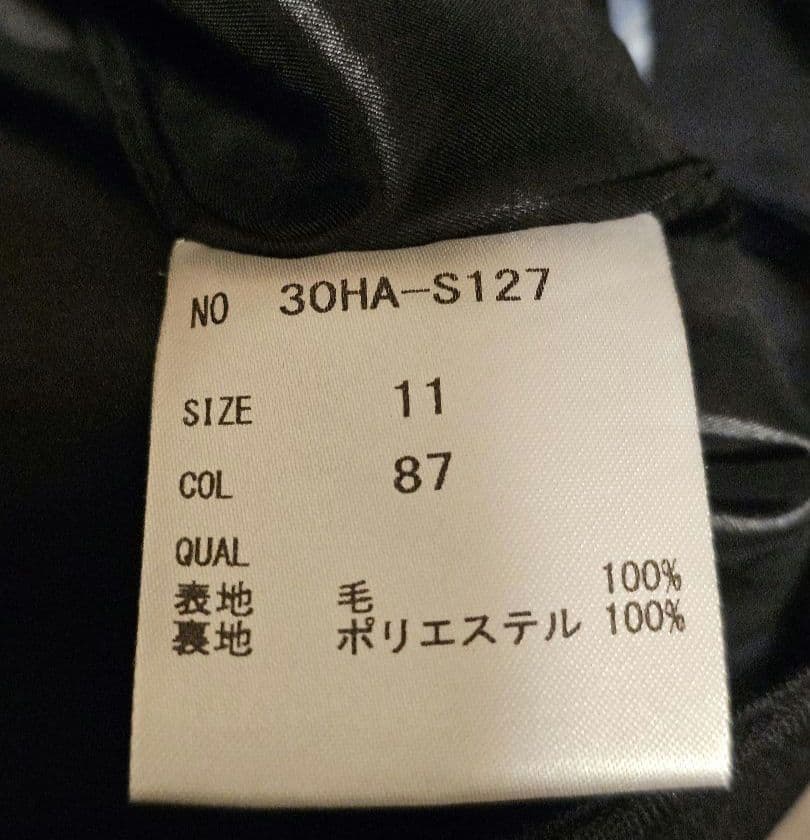 NO 30HA-S127
SIZE 11
COL 87
QUAL
表地 毛 100%
裏地 ポリエステル 100%